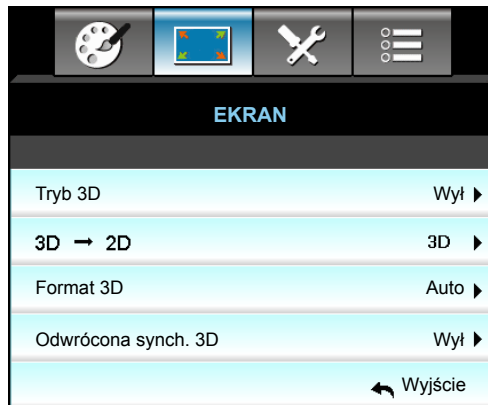 EKRAN
Tryb 3D Wył
3D → 2D 3D
Format 3D Auto
Odwrócona synch. 3D Wył
Wyjście